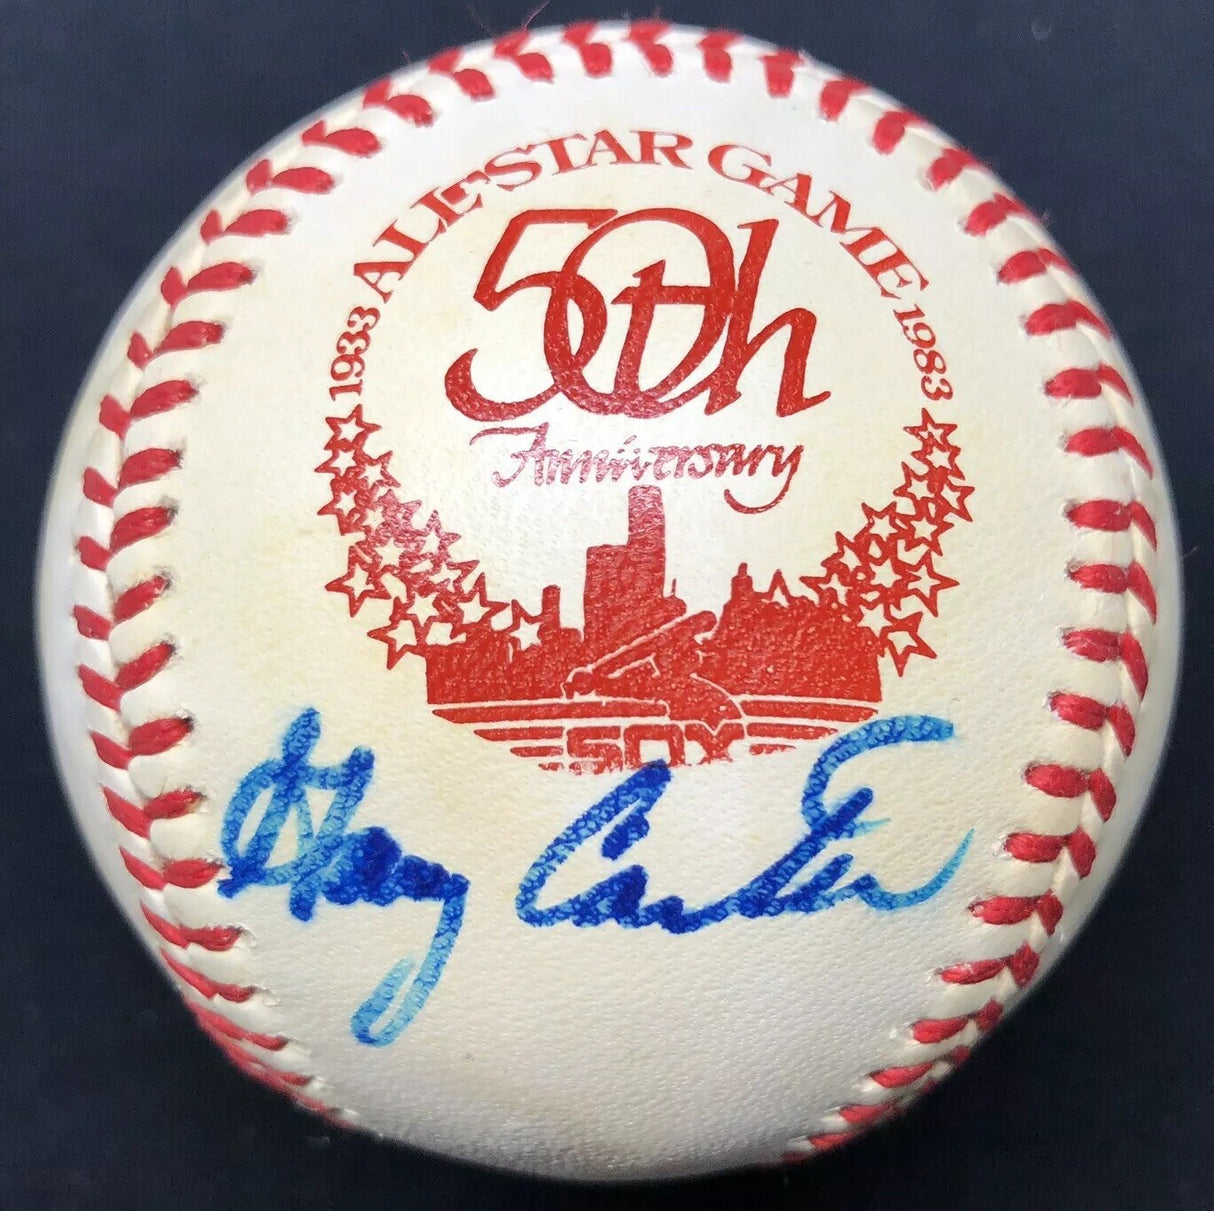 1933 ALL-STAR GAME 1983
50th
Anniversary
SOX
Gary Carter